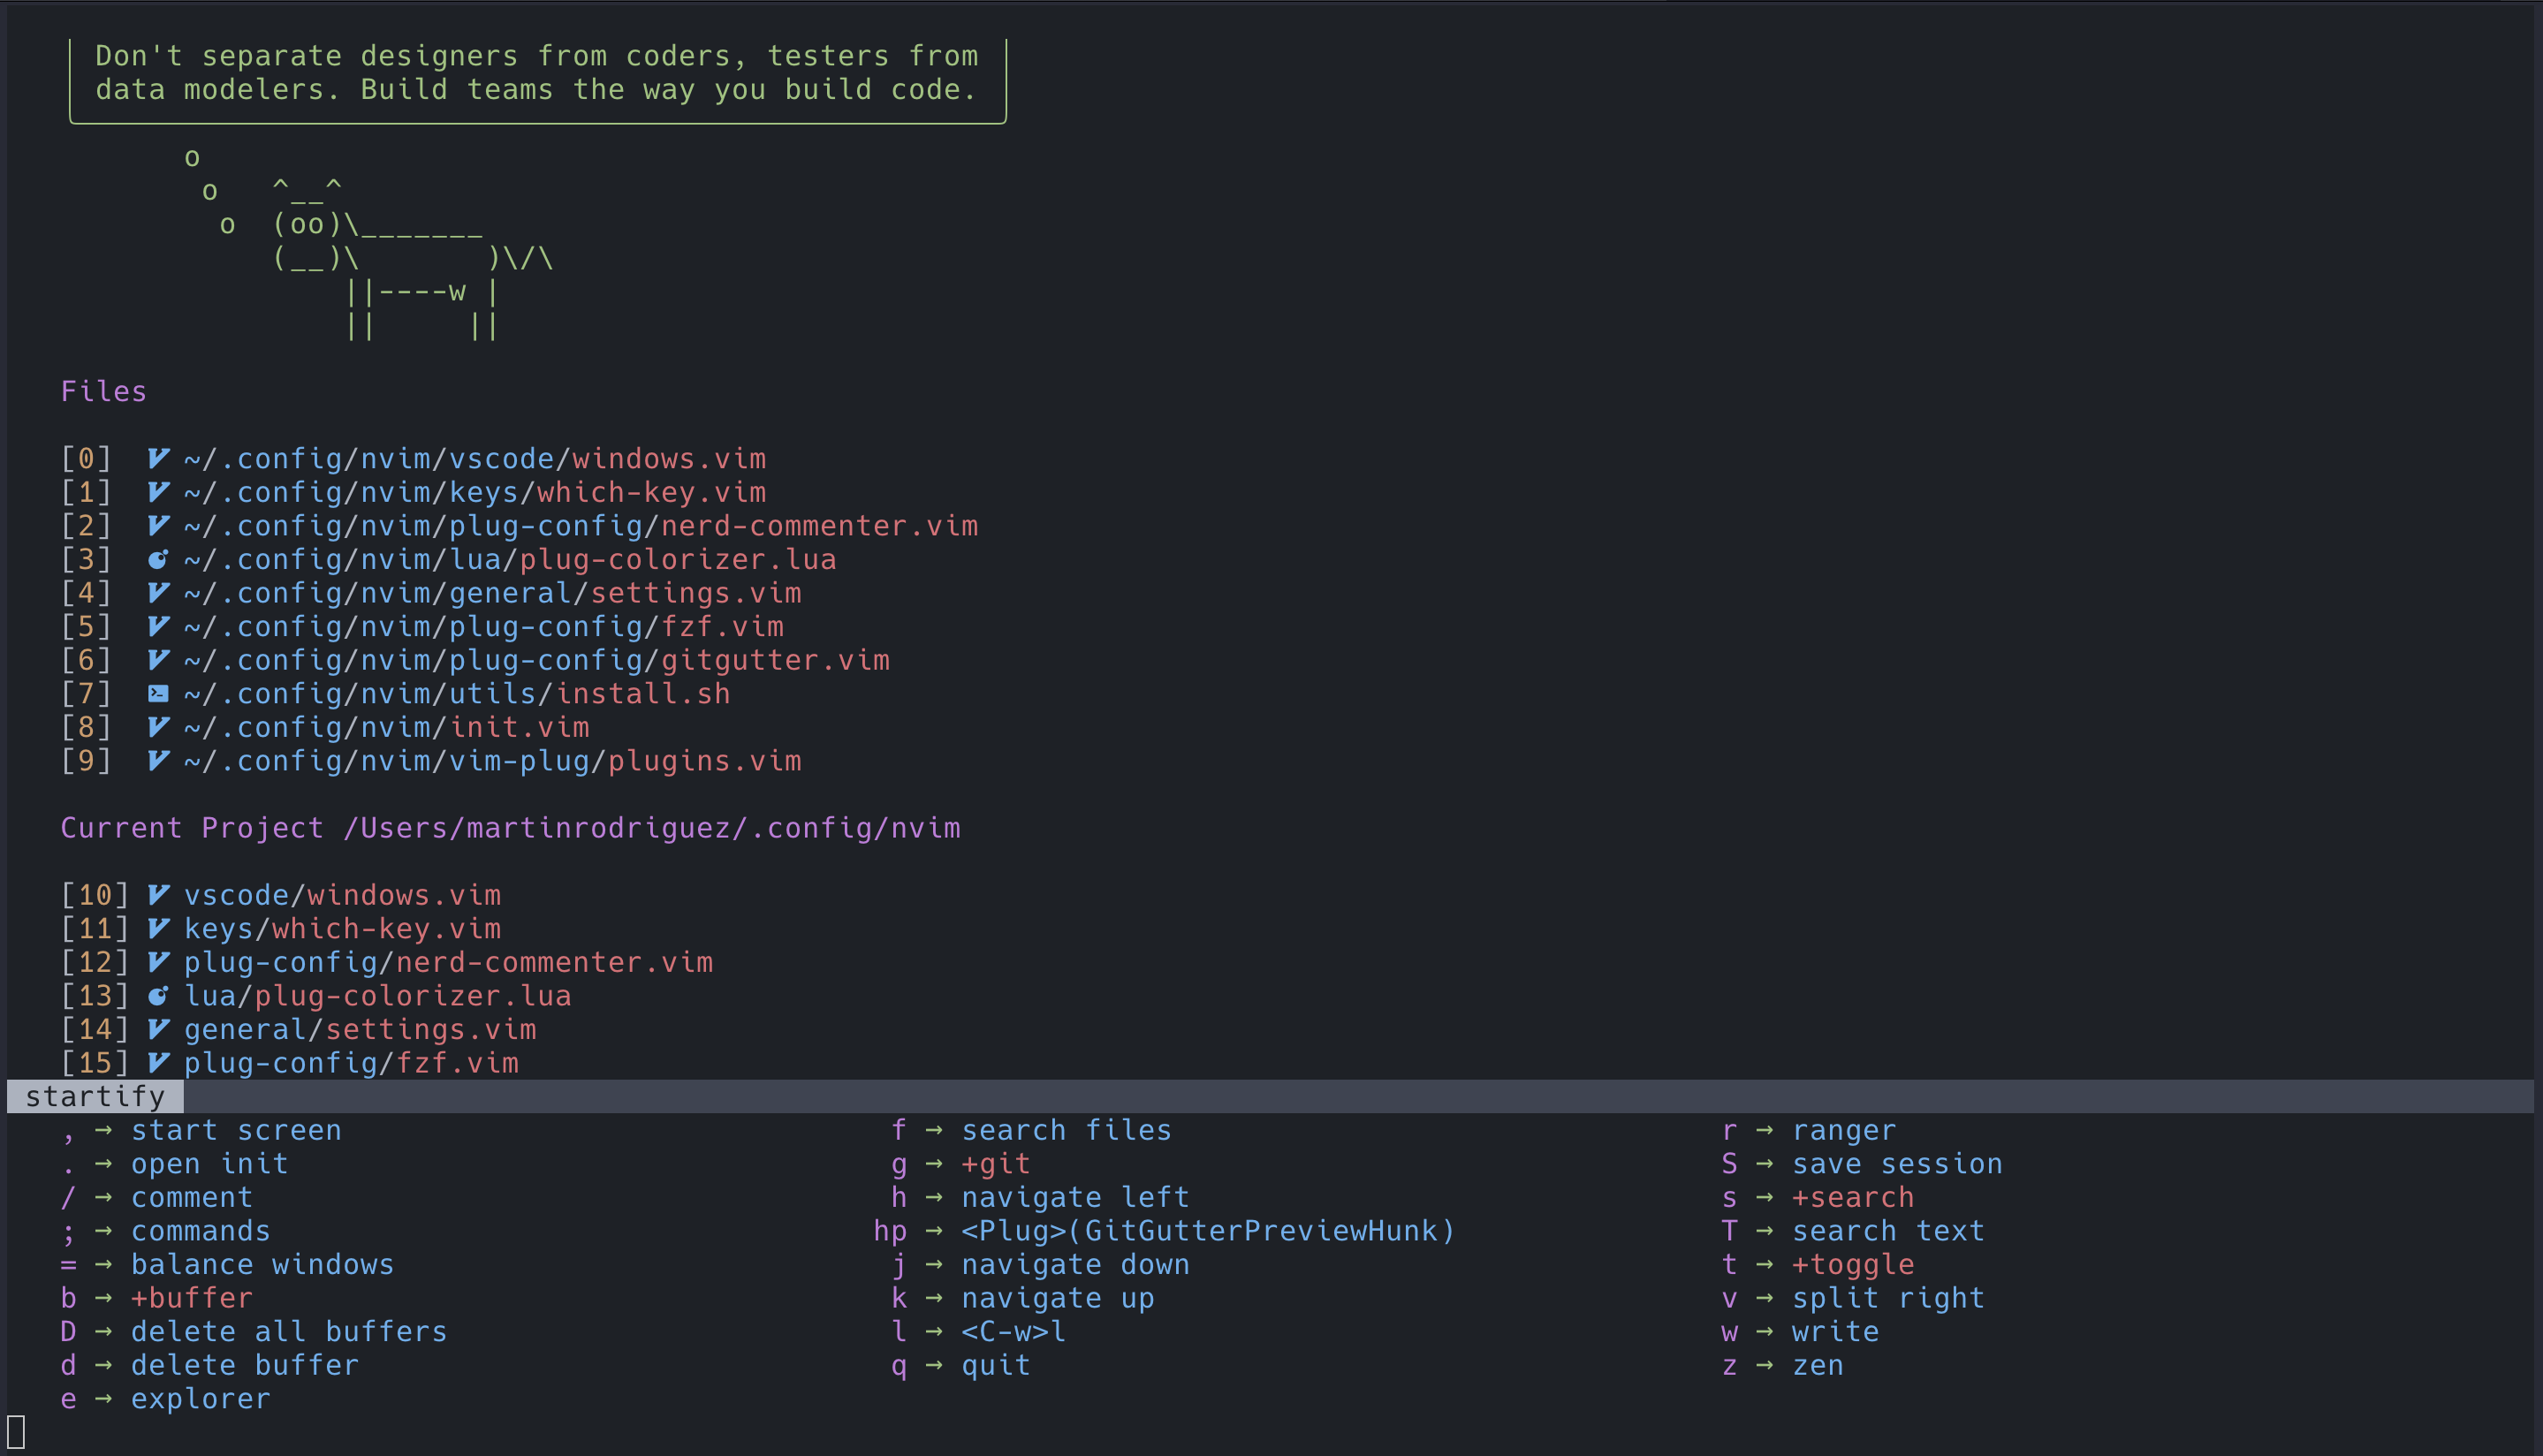 Don't separate designers from coders, testers from
data modelers. Build teams the way you build code.
o
o   ^__^
o  (oo)\_______
(__)\       )\/\
||----w |
||     ||
Files
[0] ~/.config/nvim/vscode/windows.vim
[1] ~/.config/nvim/keys/which-key.vim
[2] ~/.config/nvim/plug-config/nerd-commenter.vim
[3] ~/.config/nvim/lua/plug-colorizer.lua
[4] ~/.config/nvim/general/settings.vim
[5] ~/.config/nvim/plug-config/fzf.vim
[6] ~/.config/nvim/plug-config/gitgutter.vim
[7] ~/.config/nvim/utils/install.sh
[8] ~/.config/nvim/init.vim
[9] ~/.config/nvim/vim-plug/plugins.vim
Current Project /Users/martinrodriguez/.config/nvim
[10] vscode/windows.vim
[11] keys/which-key.vim
[12] plug-config/nerd-commenter.vim
[13] lua/plug-colorizer.lua
[14] general/settings.vim
[15] plug-config/fzf.vim
startify
, → start screen
. → open init
/ → comment
; → commands
= → balance windows
b → +buffer
D → delete all buffers
d → delete buffer
e → explorer
f → search files
g → +git
h → navigate left
hp → <Plug>(GitGutterPreviewHunk)
j → navigate down
k → navigate up
l → <C-w>l
q → quit
r → ranger
S → save session
s → +search
T → search text
t → +toggle
v → split right
w → write
z → zen